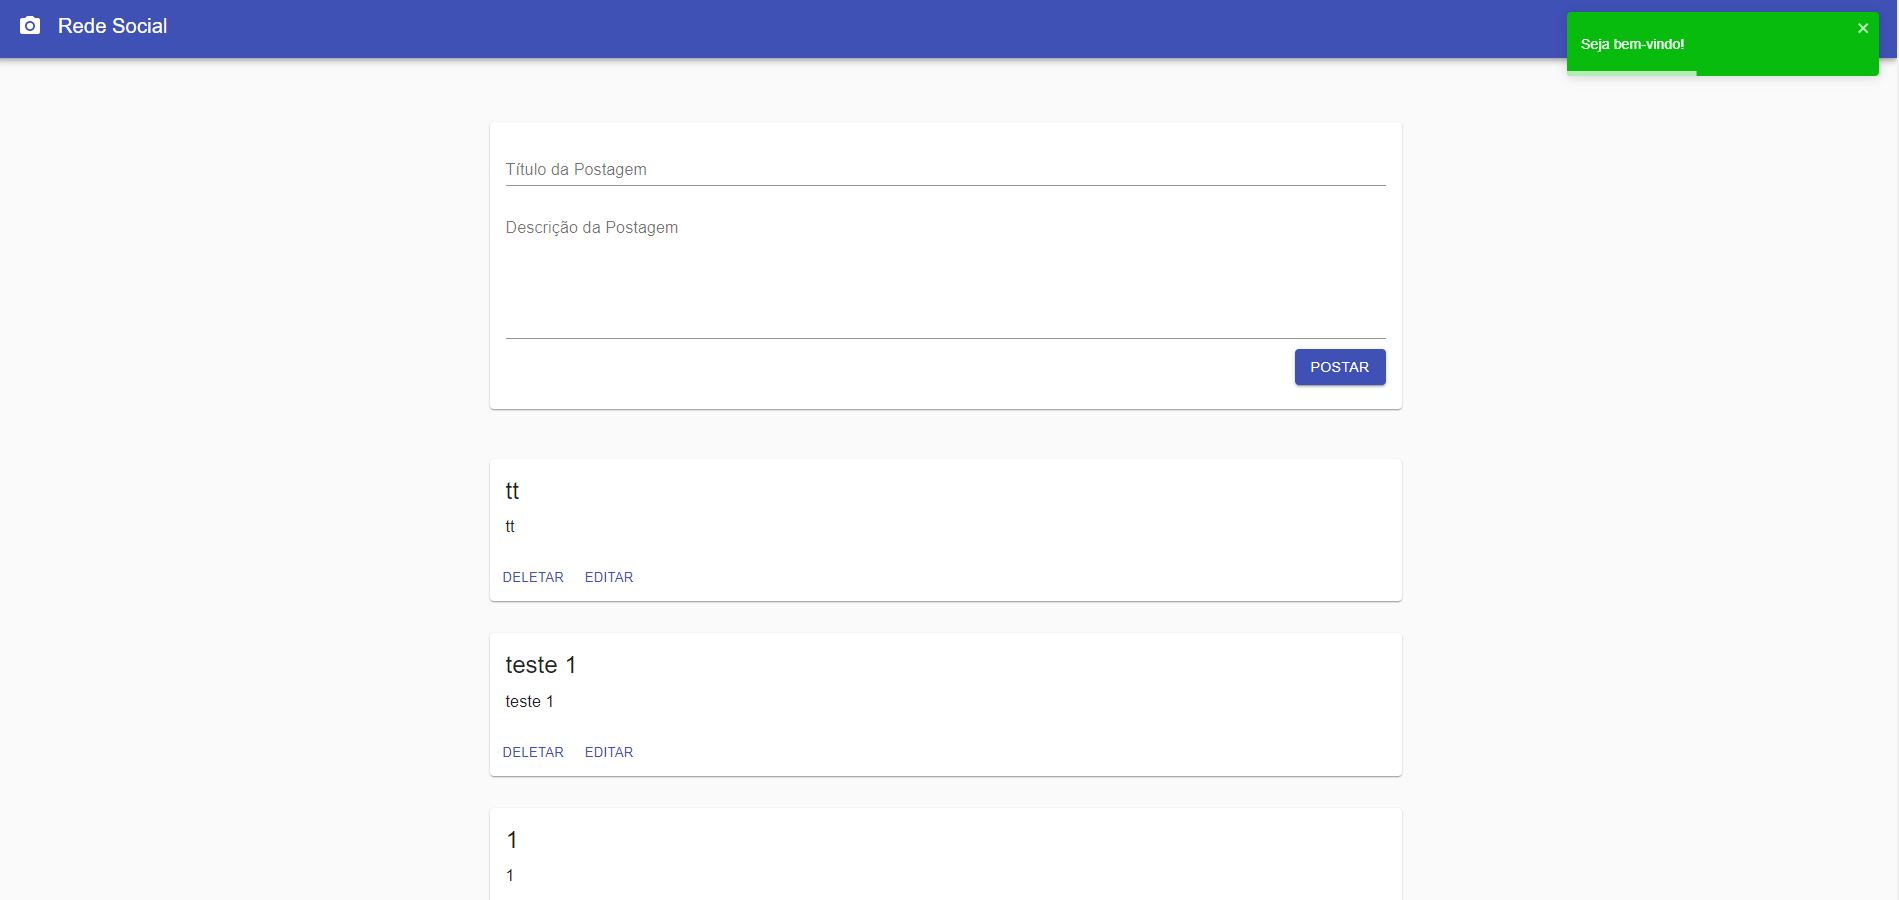 Rede Social
Seja bem-vindo!
Título da Postagem
Descrição da Postagem
POSTAR
tt
tt
DELETAR EDITAR
teste 1
teste 1
DELETAR EDITAR
1
1